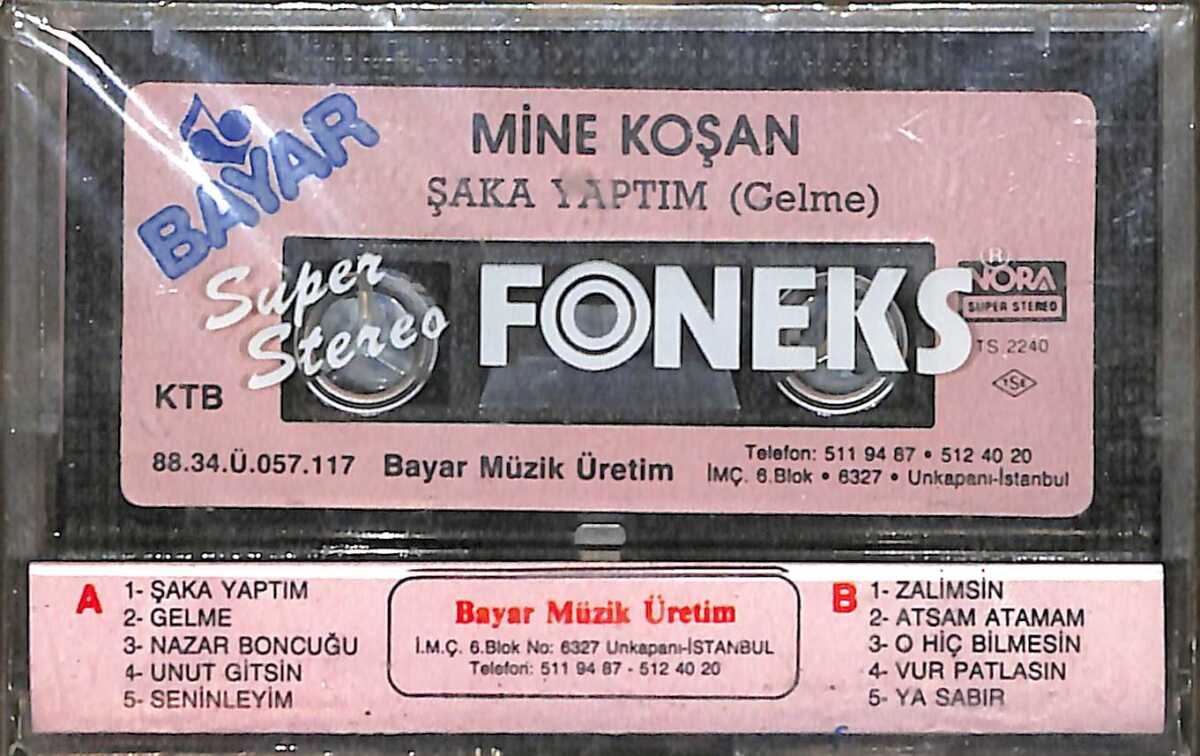 BAYAR
MİNE KOŞAN
ŞAKA YAPTIM (Gelme)
Super
Stereo
FONEKS
NORA
SUPER STEREO
TS 2240
TSE
KTB
88.34.Ü.057.117 Bayar Müzik Üretim
Telefon: 511 94 87 • 512 40 20
İMÇ. 6.Blok • 6327 • Unkapanı-İstanbul
A
1- ŞAKA YAPTIM
2- GELME
3- NAZAR BONCUĞU
4- UNUT GİTSİN
5- SENİNLEYİM
Bayar Müzik Üretim
İ.M.Ç. 6.Blok No: 6327 Unkapanı-İSTANBUL
Telefon: 511 94 87 - 512 40 20
B
1- ZALİMSİN
2- ATSAM ATAMAM
3- O HİÇ BİLMESİN
4- VUR PATLASIN
5- YA SABIR